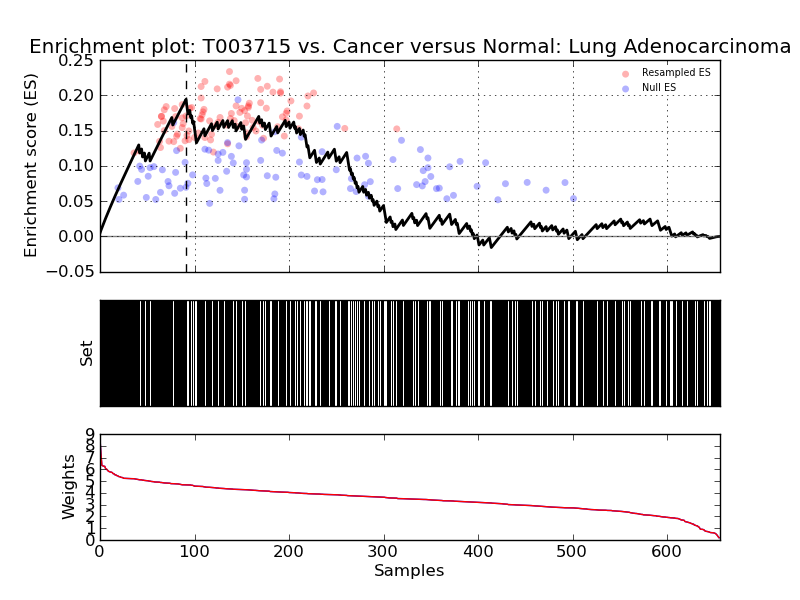 Enrichment plot: T003715 vs. Cancer versus Normal: Lung Adenocarcinoma
0.25
0.20
0.15
0.10
0.05
0.00
−0.05
Enrichment score (ES)
Resampled ES
Null ES
Set
9
8
7
6
5
4
3
2
1
0
Weights
0 100 200 300 400 500 600
Samples